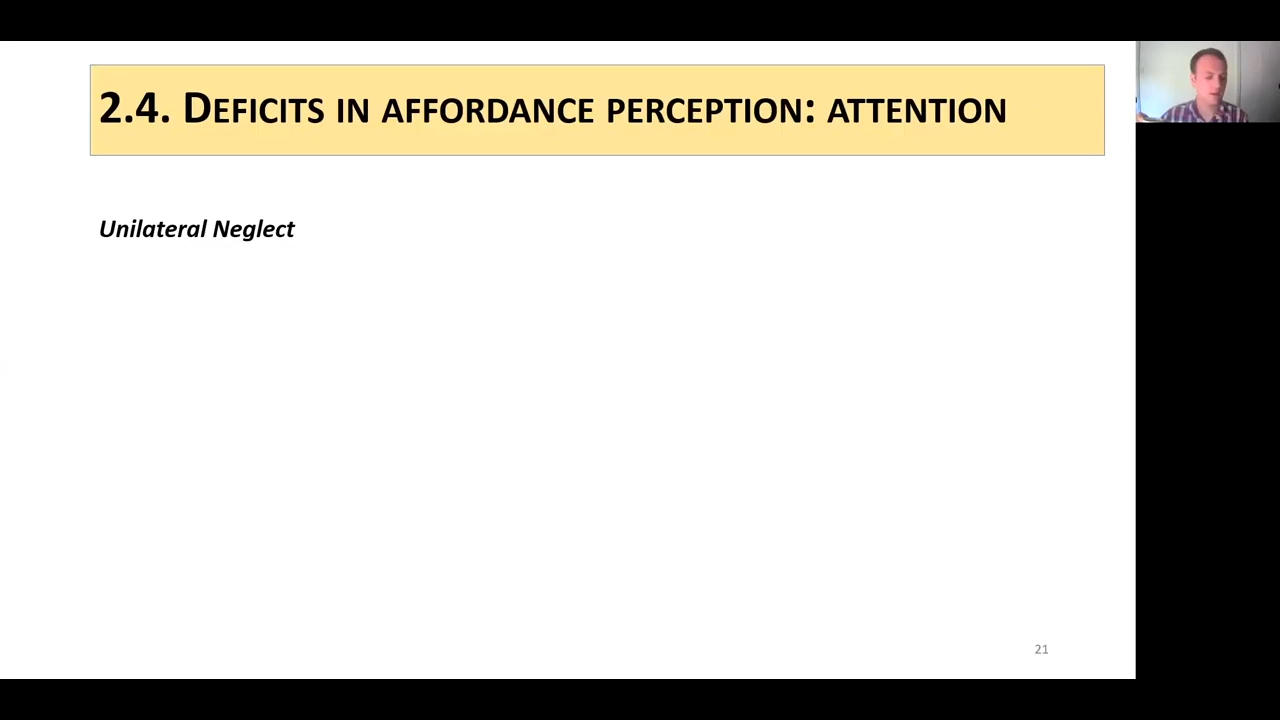 2.4. Deficits in affordance perception: attention
Unilateral Neglect
21